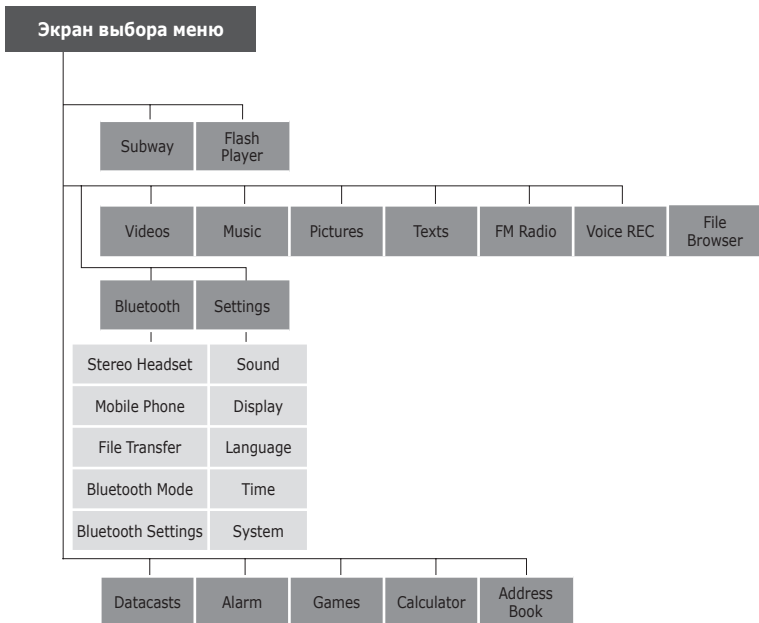 Экран выбора меню
Subway
Flash
Player
Videos
Music
Pictures
Texts
FM Radio
Voice REC
File
Browser
Bluetooth
Settings
Stereo Headset
Sound
Mobile Phone
Display
File Transfer
Language
Bluetooth Mode
Time
Bluetooth Settings
System
Datacasts
Alarm
Games
Calculator
Address
Book